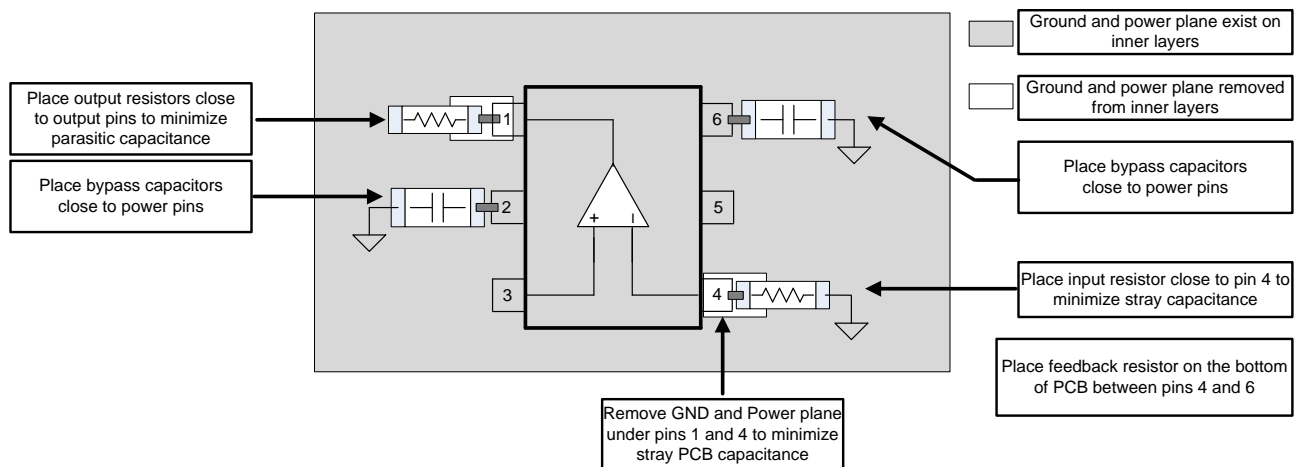 Ground and power plane exist on
inner layers
Place output resistors close
to output pins to minimize
parasitic capacitance
Ground and power plane removed
from inner layers
1
6
Place bypass capacitors
close to power pins
Place bypass capacitors
close to power pins
2
5
+
–
3
4
Place input resistor close to pin 4 to
minimize stray capacitance
Place feedback resistor on the bottom
of PCB between pins 4 and 6
Remove GND and Power plane
under pins 1 and 4 to minimize
stray PCB capacitance